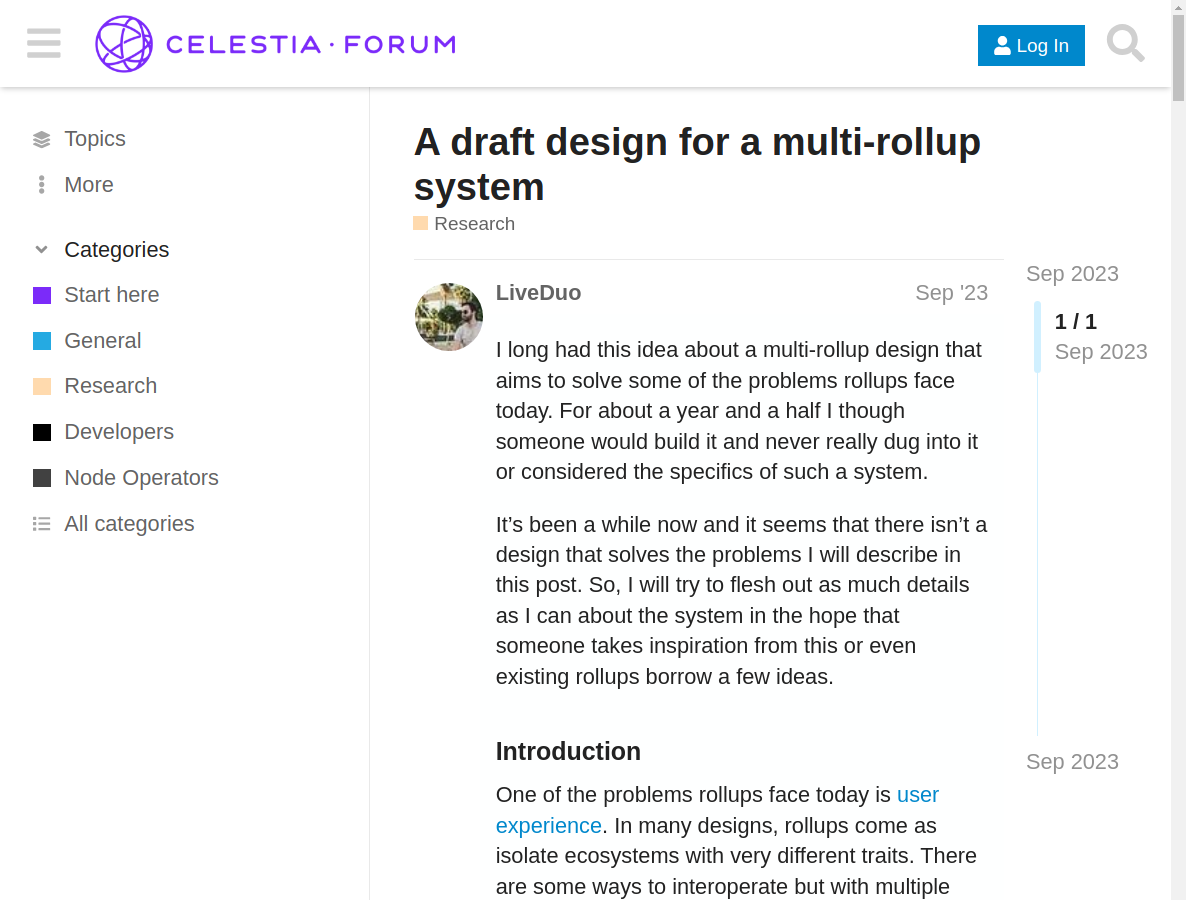 CELESTIA · FORUM
Log In
Topics
More
Categories
Start here
General
Research
Developers
Node Operators
All categories
A draft design for a multi-rollup
system
Research
LiveDuo
Sep '23
I long had this idea about a multi-rollup design that
aims to solve some of the problems rollups face
today. For about a year and a half I though
someone would build it and never really dug into it
or considered the specifics of such a system.
It’s been a while now and it seems that there isn’t a
design that solves the problems I will describe in
this post. So, I will try to flesh out as much details
as I can about the system in the hope that
someone takes inspiration from this or even
existing rollups borrow a few ideas.
Introduction
One of the problems rollups face today is user
experience. In many designs, rollups come as
isolate ecosystems with very different traits. There
are some ways to interoperate but with multiple
Sep 2023
1 / 1
Sep 2023
Sep 2023